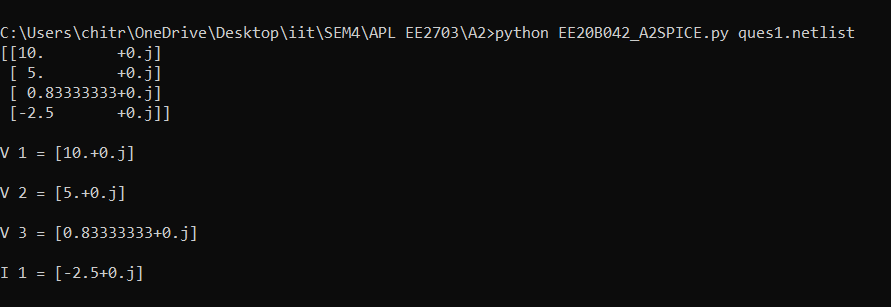 C:\Users\chitr\OneDrive\Desktop\iit\SEM4\APL EE2703\A2>python EE20B042_A2SPICE.py ques1.netlist
[[10.        +0.j]
 [ 5.        +0.j]
 [ 0.83333333+0.j]
 [-2.5       +0.j]]
V 1 = [10.+0.j]
V 2 = [5.+0.j]
V 3 = [0.83333333+0.j]
I 1 = [-2.5+0.j]